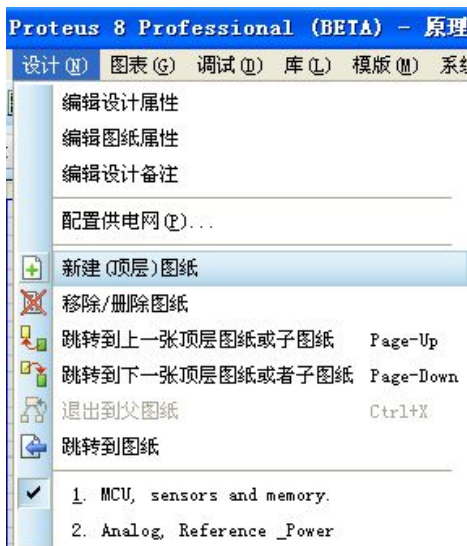 Proteus 8 Professional (BETA) - 原理
设计(N) 图表(G) 调试(D) 库(L) 模版(M) 系
编辑设计属性
编辑图纸属性
编辑设计备注
配置供电网(P)...
新建(顶层)图纸
移除/删除图纸
跳转到上一张顶层图纸或子图纸 Page-Up
跳转到下一张顶层图纸或者子图纸 Page-Down
退出到父图纸 Ctrl+X
跳转到图纸
1. MCU, sensors and memory.
2. Analog, Reference _Power